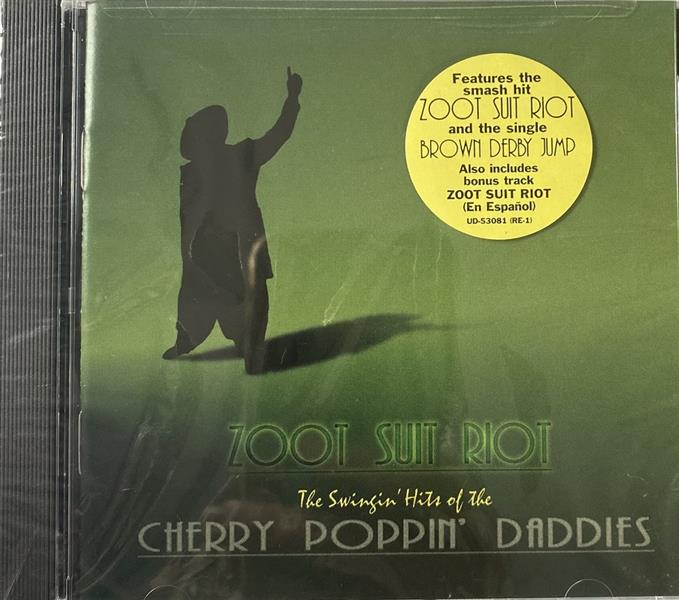 Features the
smash hit
ZOOT SUIT RIOT
and the single
BROWN DERBY JUMP
Also includes
bonus track
ZOOT SUIT RIOT
(En Español)
UD-53081 (RE-1)
ZOOT SUIT RIOT
The Swingin' Hits of the
CHERRY POPPIN' DADDIES